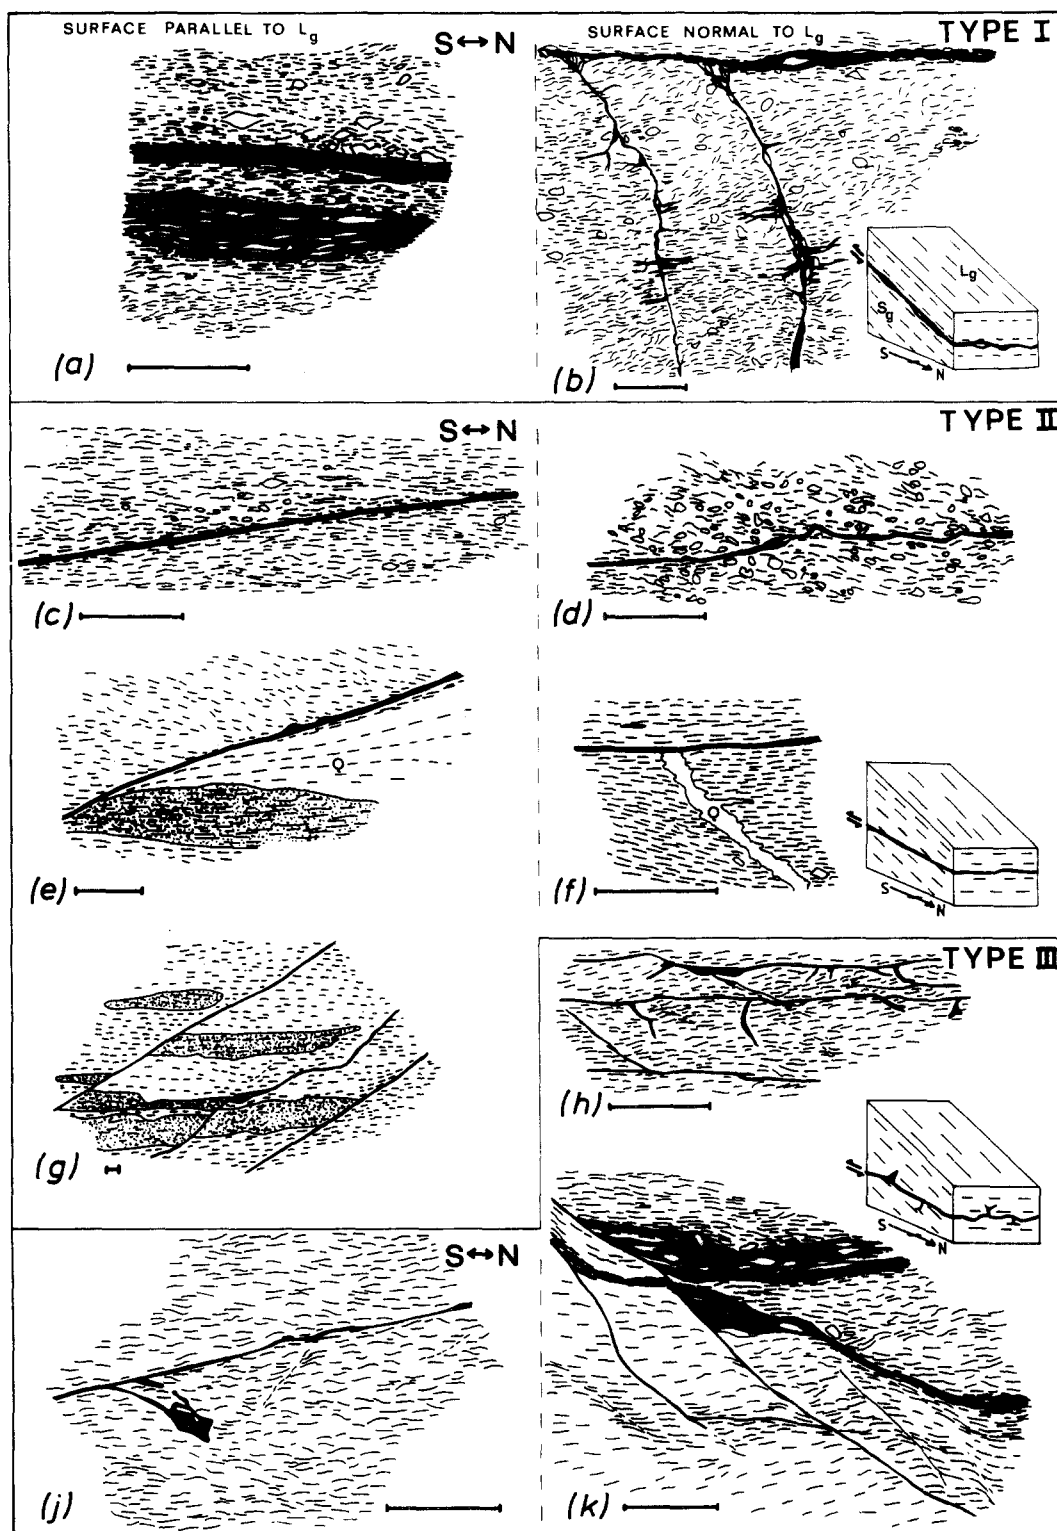 SURFACE PARALLEL TO Lg
S↔N
SURFACE NORMAL TO Lg
TYPE I
(a)
(b)
Lg
Sg
S
N
S↔N
TYPE II
(c)
(d)
Q
(e)
Q
(f)
S
N
(g)
TYPE III
(h)
S
N
S↔N
(j)
(k)